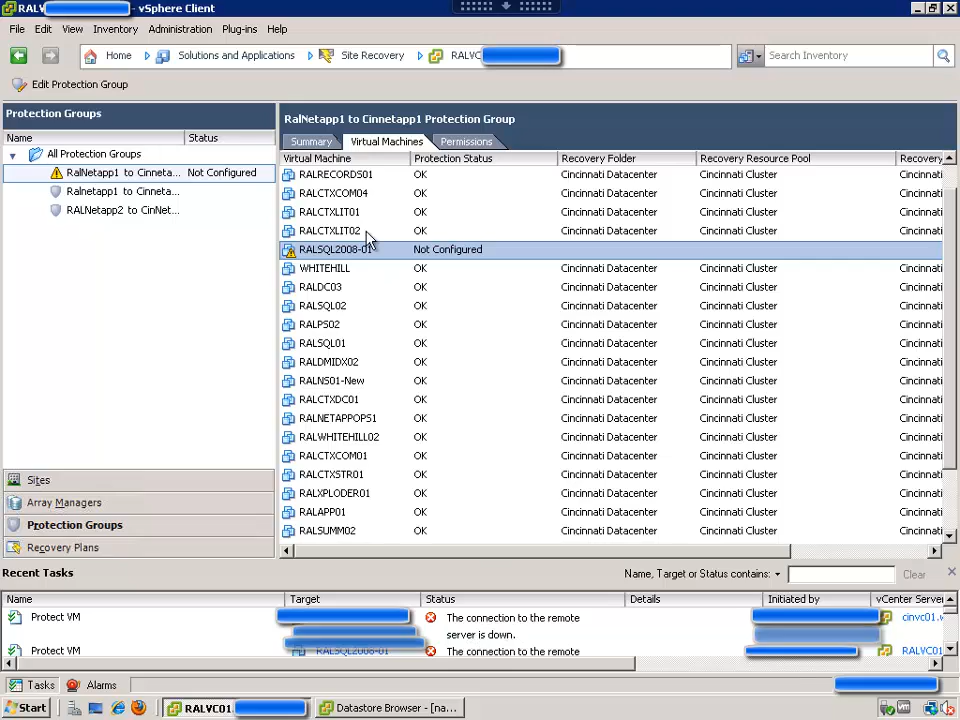 RALV - vSphere Client
File Edit View Inventory Administration Plug-ins Help
Home Solutions and Applications Site Recovery RALVC Search Inventory
Edit Protection Group
Protection Groups
Name Status
All Protection Groups
RalNetapp1 to Cinneta... Not Configured
Ralnetapp1 to Cinneta...
RALNetapp2 to CinNet...
Sites
Array Managers
Protection Groups
Recovery Plans
RalNetapp1 to Cinnetapp1 Protection Group
Summary Virtual Machines Permissions
Virtual Machine Protection Status Recovery Folder Recovery Resource Pool Recovery
RALRECORDS01 OK Cincinnati Datacenter Cincinnati Cluster Cincinnati
RALCTXCOM04 OK Cincinnati Datacenter Cincinnati Cluster Cincinnati
RALCTXLIT01 OK Cincinnati Datacenter Cincinnati Cluster Cincinnati
RALCTXLIT02 OK Cincinnati Datacenter Cincinnati Cluster Cincinnati
RALSQL2008-01 Not Configured
WHITEHILL OK Cincinnati Datacenter Cincinnati Cluster Cincinnati
RALDC03 OK Cincinnati Datacenter Cincinnati Cluster Cincinnati
RALSQL02 OK Cincinnati Datacenter Cincinnati Cluster Cincinnati
RALPS02 OK Cincinnati Datacenter Cincinnati Cluster Cincinnati
RALSQL01 OK Cincinnati Datacenter Cincinnati Cluster Cincinnati
RALDMIDX02 OK Cincinnati Datacenter Cincinnati Cluster Cincinnati
RALNS01-New OK Cincinnati Datacenter Cincinnati Cluster Cincinnati
RALCTXDC01 OK Cincinnati Datacenter Cincinnati Cluster Cincinnati
RALNETAPPOPS1 OK Cincinnati Datacenter Cincinnati Cluster Cincinnati
RALWHITEHILL02 OK Cincinnati Datacenter Cincinnati Cluster Cincinnati
RALCTXCOM01 OK Cincinnati Datacenter Cincinnati Cluster Cincinnati
RALCTXSTR01 OK Cincinnati Datacenter Cincinnati Cluster Cincinnati
RALXPLODER01 OK Cincinnati Datacenter Cincinnati Cluster Cincinnati
RALAPP01 OK Cincinnati Datacenter Cincinnati Cluster Cincinnati
RALSUMM02 OK Cincinnati Datacenter Cincinnati Cluster Cincinnati
Recent Tasks Name, Target or Status contains: Clear
Name Target Status Details Initiated by vCenter Server
Protect VM The connection to the remote cinvc01.w
server is down.
Protect VM RALSQL2008-01 The connection to the remote RALVC01
Tasks Alarms
Start RALVC01. Datastore Browser - [na...